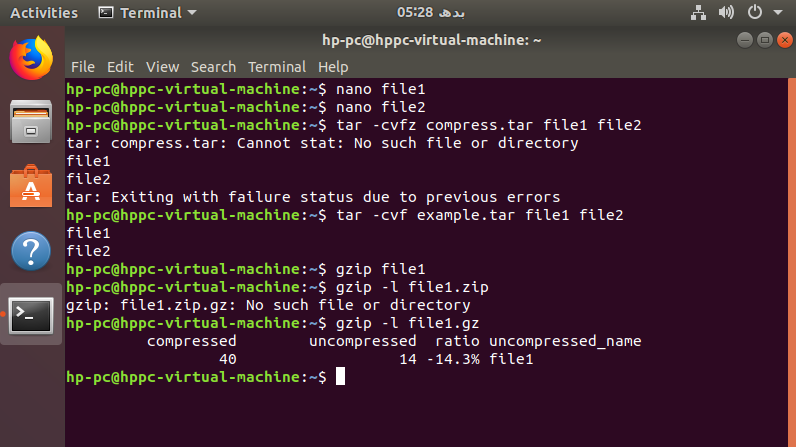 Activities Terminal 05:28 بدھ
hp-pc@hppc-virtual-machine: ~
File Edit View Search Terminal Help
hp-pc@hppc-virtual-machine:~$ nano file1
hp-pc@hppc-virtual-machine:~$ nano file2
hp-pc@hppc-virtual-machine:~$ tar -cvfz compress.tar file1 file2
tar: compress.tar: Cannot stat: No such file or directory
file1
file2
tar: Exiting with failure status due to previous errors
hp-pc@hppc-virtual-machine:~$ tar -cvf example.tar file1 file2
file1
file2
hp-pc@hppc-virtual-machine:~$ gzip file1
hp-pc@hppc-virtual-machine:~$ gzip -l file1.zip
gzip: file1.zip.gz: No such file or directory
hp-pc@hppc-virtual-machine:~$ gzip -l file1.gz
compressed uncompressed ratio uncompressed_name
40 14 -14.3% file1
hp-pc@hppc-virtual-machine:~$